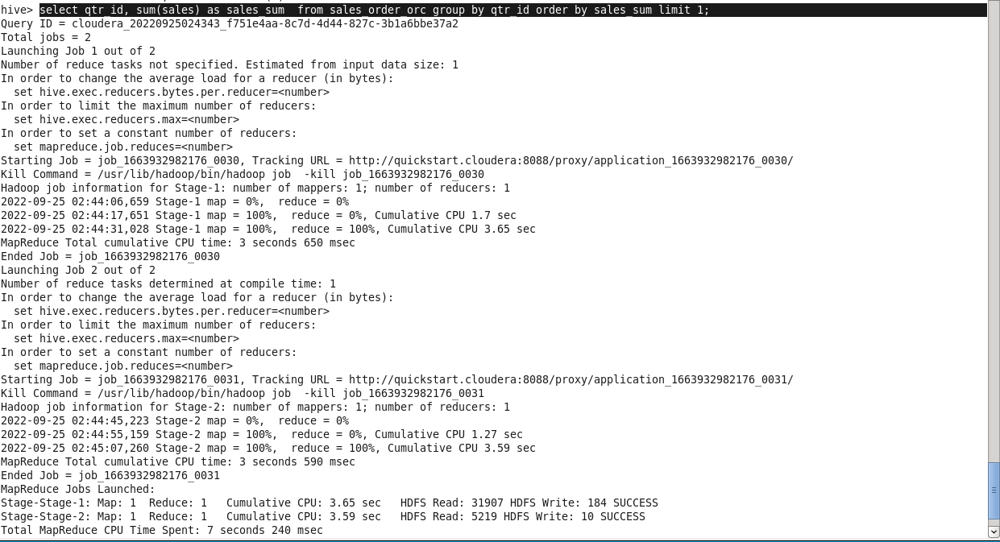 hive> select qtr_id, sum(sales) as sales_sum  from sales_order_orc group by qtr_id order by sales_sum limit 1;
Query ID = cloudera_20220925024343_f751e4aa-8c7d-4d44-827c-3b1a6bbe37a2
Total jobs = 2
Launching Job 1 out of 2
Number of reduce tasks not specified. Estimated from input data size: 1
In order to change the average load for a reducer (in bytes):
  set hive.exec.reducers.bytes.per.reducer=<number>
In order to limit the maximum number of reducers:
  set hive.exec.reducers.max=<number>
In order to set a constant number of reducers:
  set mapreduce.job.reduces=<number>
Starting Job = job_1663932982176_0030, Tracking URL = http://quickstart.cloudera:8088/proxy/application_1663932982176_0030/
Kill Command = /usr/lib/hadoop/bin/hadoop job  -kill job_1663932982176_0030
Hadoop job information for Stage-1: number of mappers: 1; number of reducers: 1
2022-09-25 02:44:06,659 Stage-1 map = 0%,  reduce = 0%
2022-09-25 02:44:17,651 Stage-1 map = 100%,  reduce = 0%, Cumulative CPU 1.7 sec
2022-09-25 02:44:31,028 Stage-1 map = 100%,  reduce = 100%, Cumulative CPU 3.65 sec
MapReduce Total cumulative CPU time: 3 seconds 650 msec
Ended Job = job_1663932982176_0030
Launching Job 2 out of 2
Number of reduce tasks determined at compile time: 1
In order to change the average load for a reducer (in bytes):
  set hive.exec.reducers.bytes.per.reducer=<number>
In order to limit the maximum number of reducers:
  set hive.exec.reducers.max=<number>
In order to set a constant number of reducers:
  set mapreduce.job.reduces=<number>
Starting Job = job_1663932982176_0031, Tracking URL = http://quickstart.cloudera:8088/proxy/application_1663932982176_0031/
Kill Command = /usr/lib/hadoop/bin/hadoop job  -kill job_1663932982176_0031
Hadoop job information for Stage-2: number of mappers: 1; number of reducers: 1
2022-09-25 02:44:45,223 Stage-2 map = 0%,  reduce = 0%
2022-09-25 02:44:55,159 Stage-2 map = 100%,  reduce = 0%, Cumulative CPU 1.27 sec
2022-09-25 02:45:07,260 Stage-2 map = 100%,  reduce = 100%, Cumulative CPU 3.59 sec
MapReduce Total cumulative CPU time: 3 seconds 590 msec
Ended Job = job_1663932982176_0031
MapReduce Jobs Launched:
Stage-Stage-1: Map: 1  Reduce: 1   Cumulative CPU: 3.65 sec   HDFS Read: 31907 HDFS Write: 184 SUCCESS
Stage-Stage-2: Map: 1  Reduce: 1   Cumulative CPU: 3.59 sec   HDFS Read: 5219 HDFS Write: 10 SUCCESS
Total MapReduce CPU Time Spent: 7 seconds 240 msec